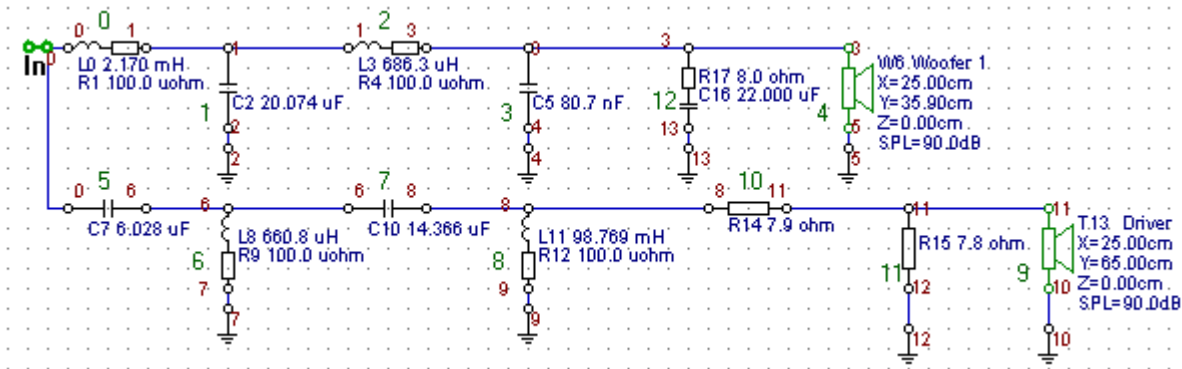 0 0 1 1 1 2 3 3 3 3
In 0
L0 2.170 mH
R1 100.0 uohm
C2 20.074 uF
1
2
2
L3 686.3 uH
R4 100.0 uohm
C5 80.7 nF
3
4
4
R17 8.0 ohm
C16 22.000 uF
12
13
13
W6 Woofer 1
X=25.00cm
Y=35.90cm
Z=0.00cm
SPL=90.0dB
4
5
5
0 5 6 6 6 7 8 8 8 10 11 11 11
C7 6.028 uF
L8 660.8 uH
R9 100.0 uohm
6
7
7
C10 14.366 uF
L11 98.769 mH
R12 100.0 uohm
8
9
9
R14 7.9 ohm
R15 7.8 ohm
11
12
12
T.13 Driver
X=25.00cm
Y=65.00cm
Z=0.00cm
SPL=90.0dB
9
10
10